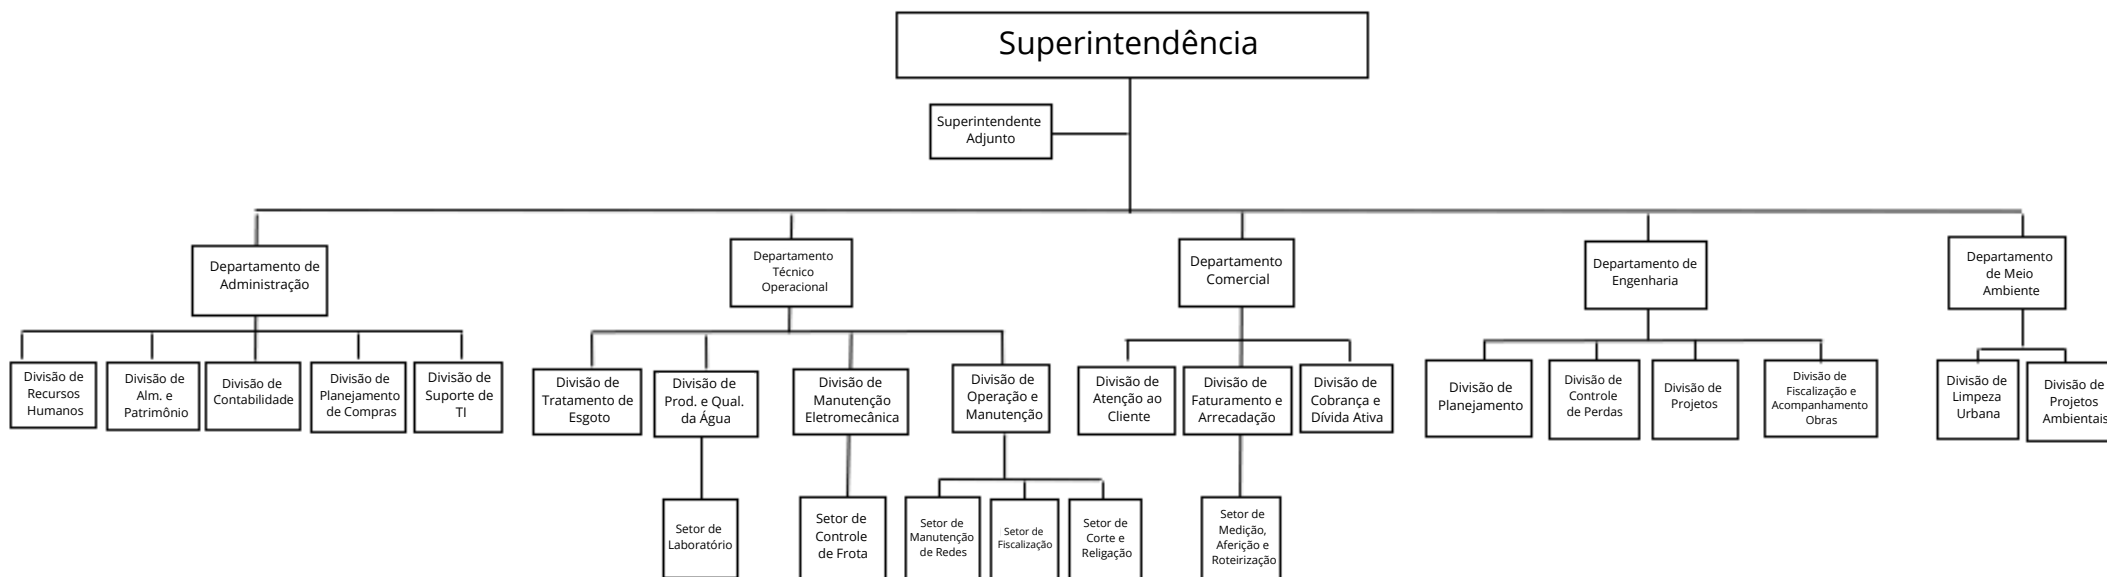 Superintendência
Superintendente
Adjunto
Departamento de
Administração
Departamento
Técnico
Operacional
Departamento
Comercial
Departamento de
Engenharia
Departamento
de Meio
Ambiente
Divisão de
Recursos
Humanos
Divisão de
Alm. e
Patrimônio
Divisão de
Contabilidade
Divisão de
Planejamento
de Compras
Divisão de
Suporte de
TI
Divisão de
Tratamento de
Esgoto
Divisão de
Prod. e Qual.
da Água
Divisão de
Manutenção
Eletromecânica
Divisão de
Operação e
Manutenção
Divisão de
Atenção ao
Cliente
Divisão de
Faturamento e
Arrecadação
Divisão de
Cobrança e
Dívida Ativa
Divisão de
Planejamento
Divisão de
Controle
de Perdas
Divisão de
Projetos
Divisão de
Fiscalização e
Acompanhamento
Obras
Divisão de
Limpeza
Urbana
Divisão de
Projetos
Ambientais
Setor de
Laboratório
Setor de
Controle
de Frota
Setor de
Manutenção
de Redes
Setor de
Fiscalização
Setor de
Corte e
Religação
Setor de
Medição,
Aferição e
Roteirização